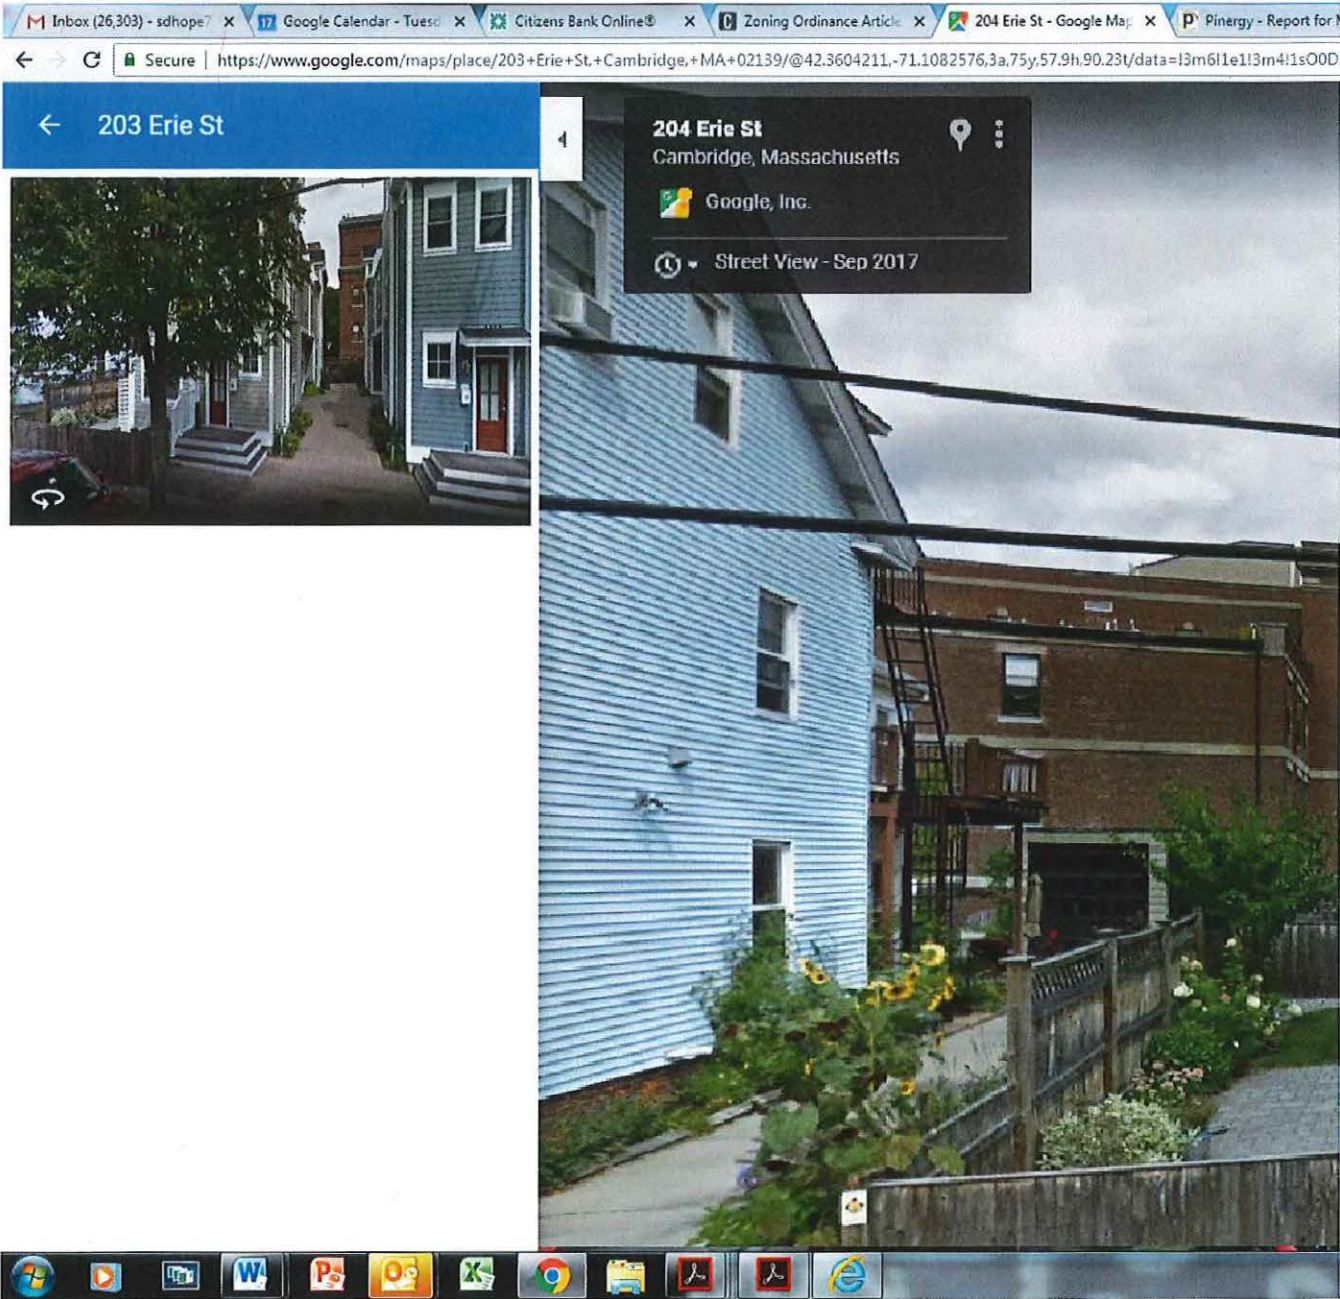 Inbox (26,303) - sdhope7
Google Calendar - Tuesd
Citizens Bank Online®
Zoning Ordinance Article
204 Erie St - Google Map
Pinergy - Report for
Secure | https://www.google.com/maps/place/203+Erie+St,+Cambridge,+MA+02139/@42.3604211,-71.1082576,3a,75y,57.9h,90.23t/data=!3m6!1e1!3m4!1sO0D
203 Erie St
204 Erie St
Cambridge, Massachusetts
Google, Inc.
Street View - Sep 2017